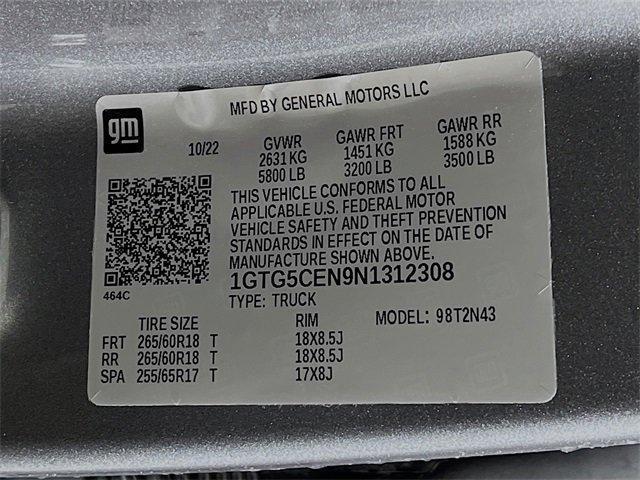 MFD BY GENERAL MOTORS LLC
gm
10/22 GVWR GAWR FRT GAWR RR
2631 KG 1451 KG 1588 KG
5800 LB 3200 LB 3500 LB
THIS VEHICLE CONFORMS TO ALL
APPLICABLE U.S. FEDERAL MOTOR
VEHICLE SAFETY AND THEFT PREVENTION
STANDARDS IN EFFECT ON THE DATE OF
MANUFACTURE SHOWN ABOVE.
1GTG5CEN9N1312308
464C
TYPE: TRUCK
TIRE SIZE RIM MODEL: 98T2N43
FRT 265/60R18 T 18X8.5J
RR 265/60R18 T 18X8.5J
SPA 255/65R17 T 17X8J